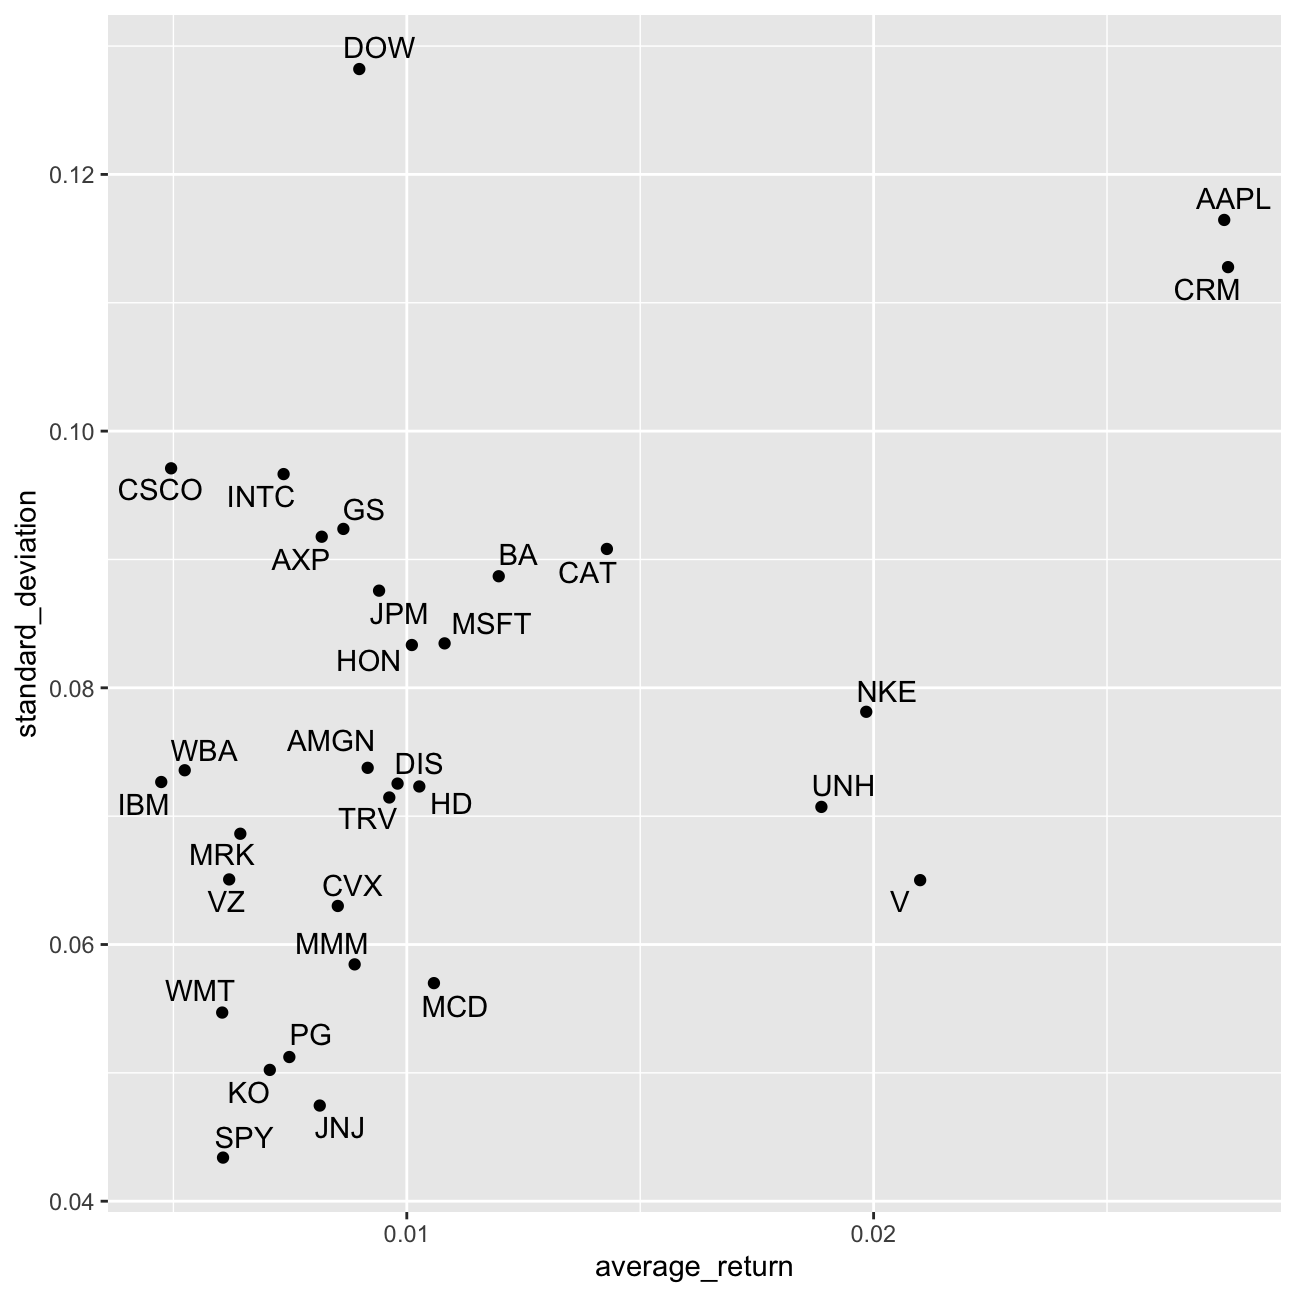 DOW
0.12
AAPL
CRM
0.10
CSCO
INTC
GS
AXP
BA
CAT
JPM
MSFT
HON
0.08
NKE
AMGN
WBA
DIS
UNH
IBM
HD
TRV
MRK
CVX
VZ
V
MMM
0.06
WMT
MCD
PG
KO
JNJ
SPY
0.04
standard_deviation
0.01
0.02
average_return